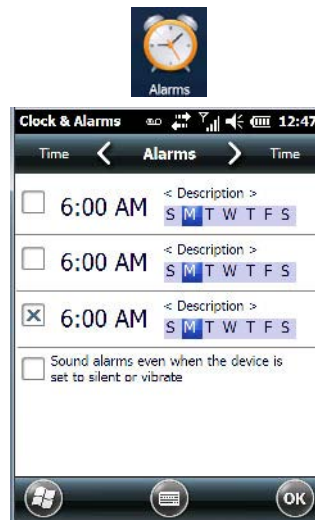 Alarms
Clock & Alarms 12:47
Time Alarms Time
6:00 AM < Description >
S M T W T F S
6:00 AM < Description >
S M T W T F S
6:00 AM < Description >
S M T W T F S
Sound alarms even when the device is
set to silent or vibrate
OK